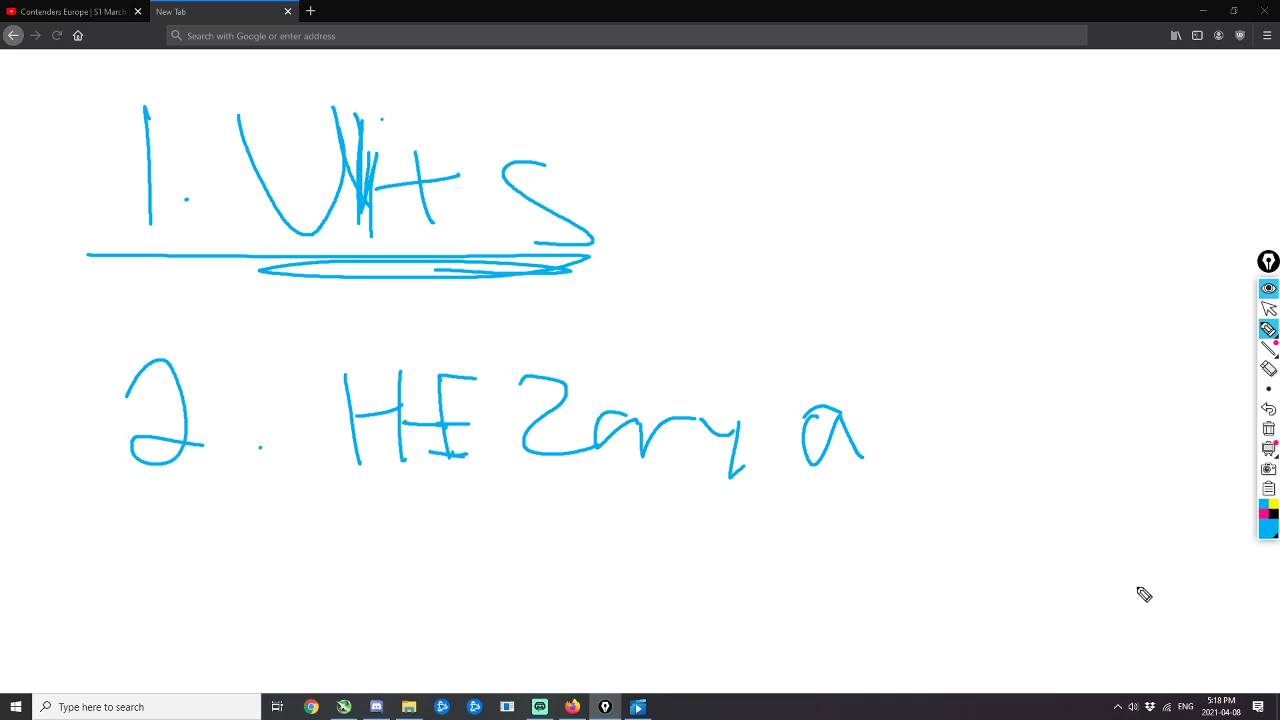 Contenders Europe | S1 March
New Tab
Search with Google or enter address
1. Ults
2. HE Zarya
Type here to search
ENG
5:18 PM
2021-04-08